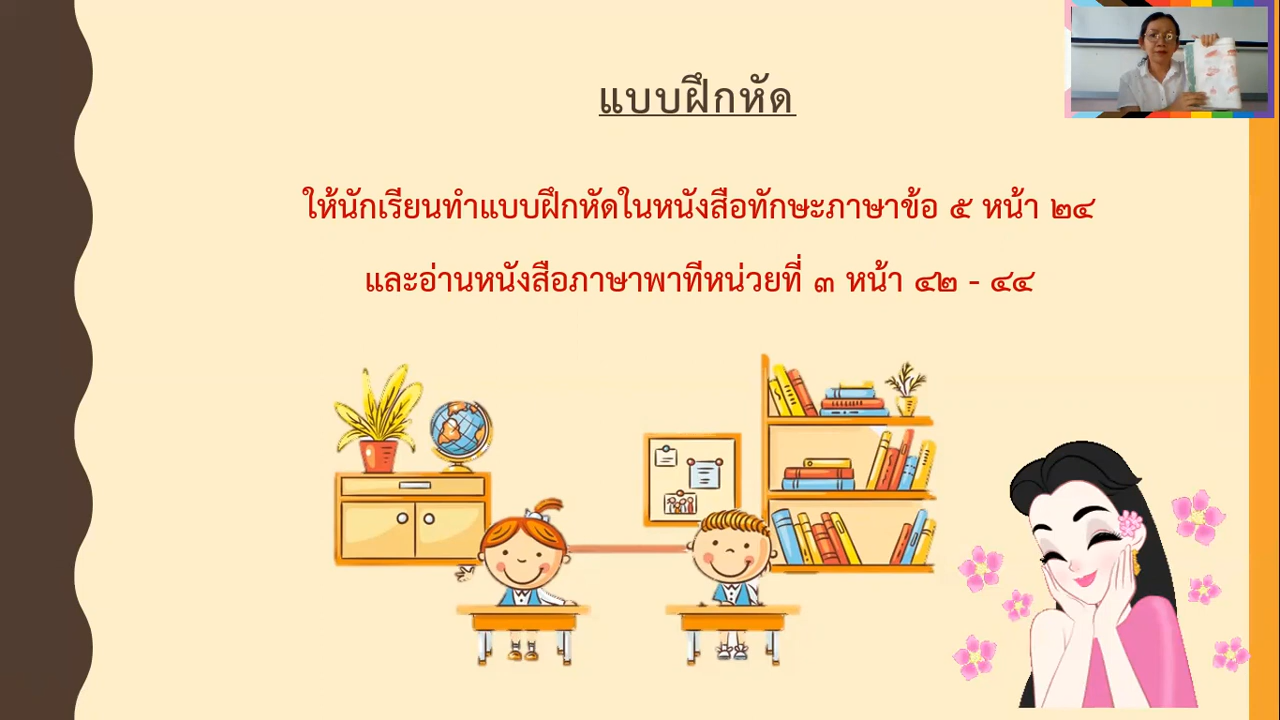 แบบฝึกหัด
ให้นักเรียนทำแบบฝึกหัดในหนังสือทักษะภาษาข้อ ๕ หน้า ๒๔
และอ่านหนังสือภาษาพาทีหน่วยที่ ๓ หน้า ๔๒ - ๔๔